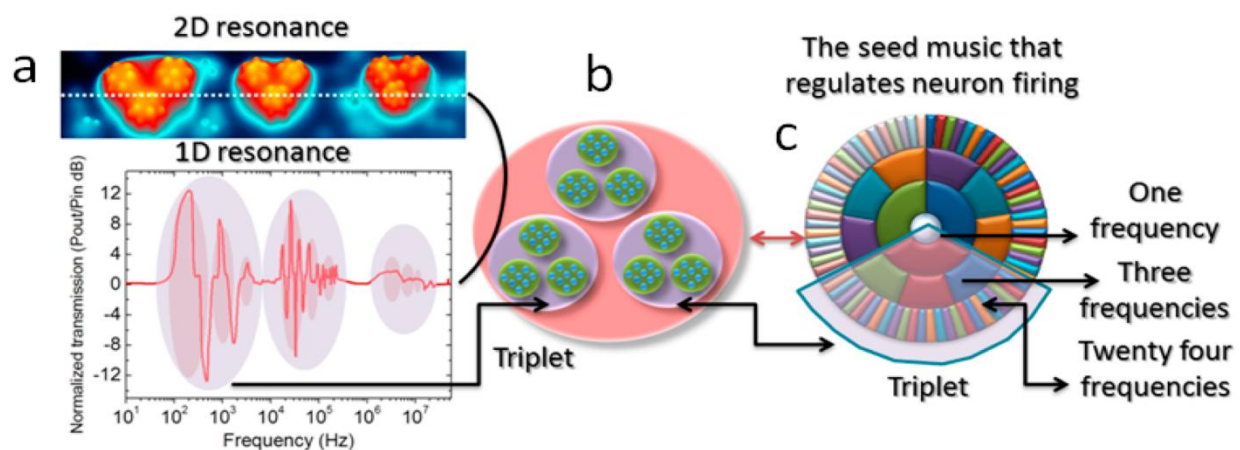 a
2D resonance
1D resonance
Normalized transmission (Pout/Pin dB)
12
8
4
0
-4
-8
-12
10¹ 10² 10³ 10⁴ 10⁵ 10⁶ 10⁷
Frequency (Hz)
b
Triplet
The seed music that
regulates neuron firing
c
One
frequency
Three
frequencies
Twenty four
frequencies
Triplet